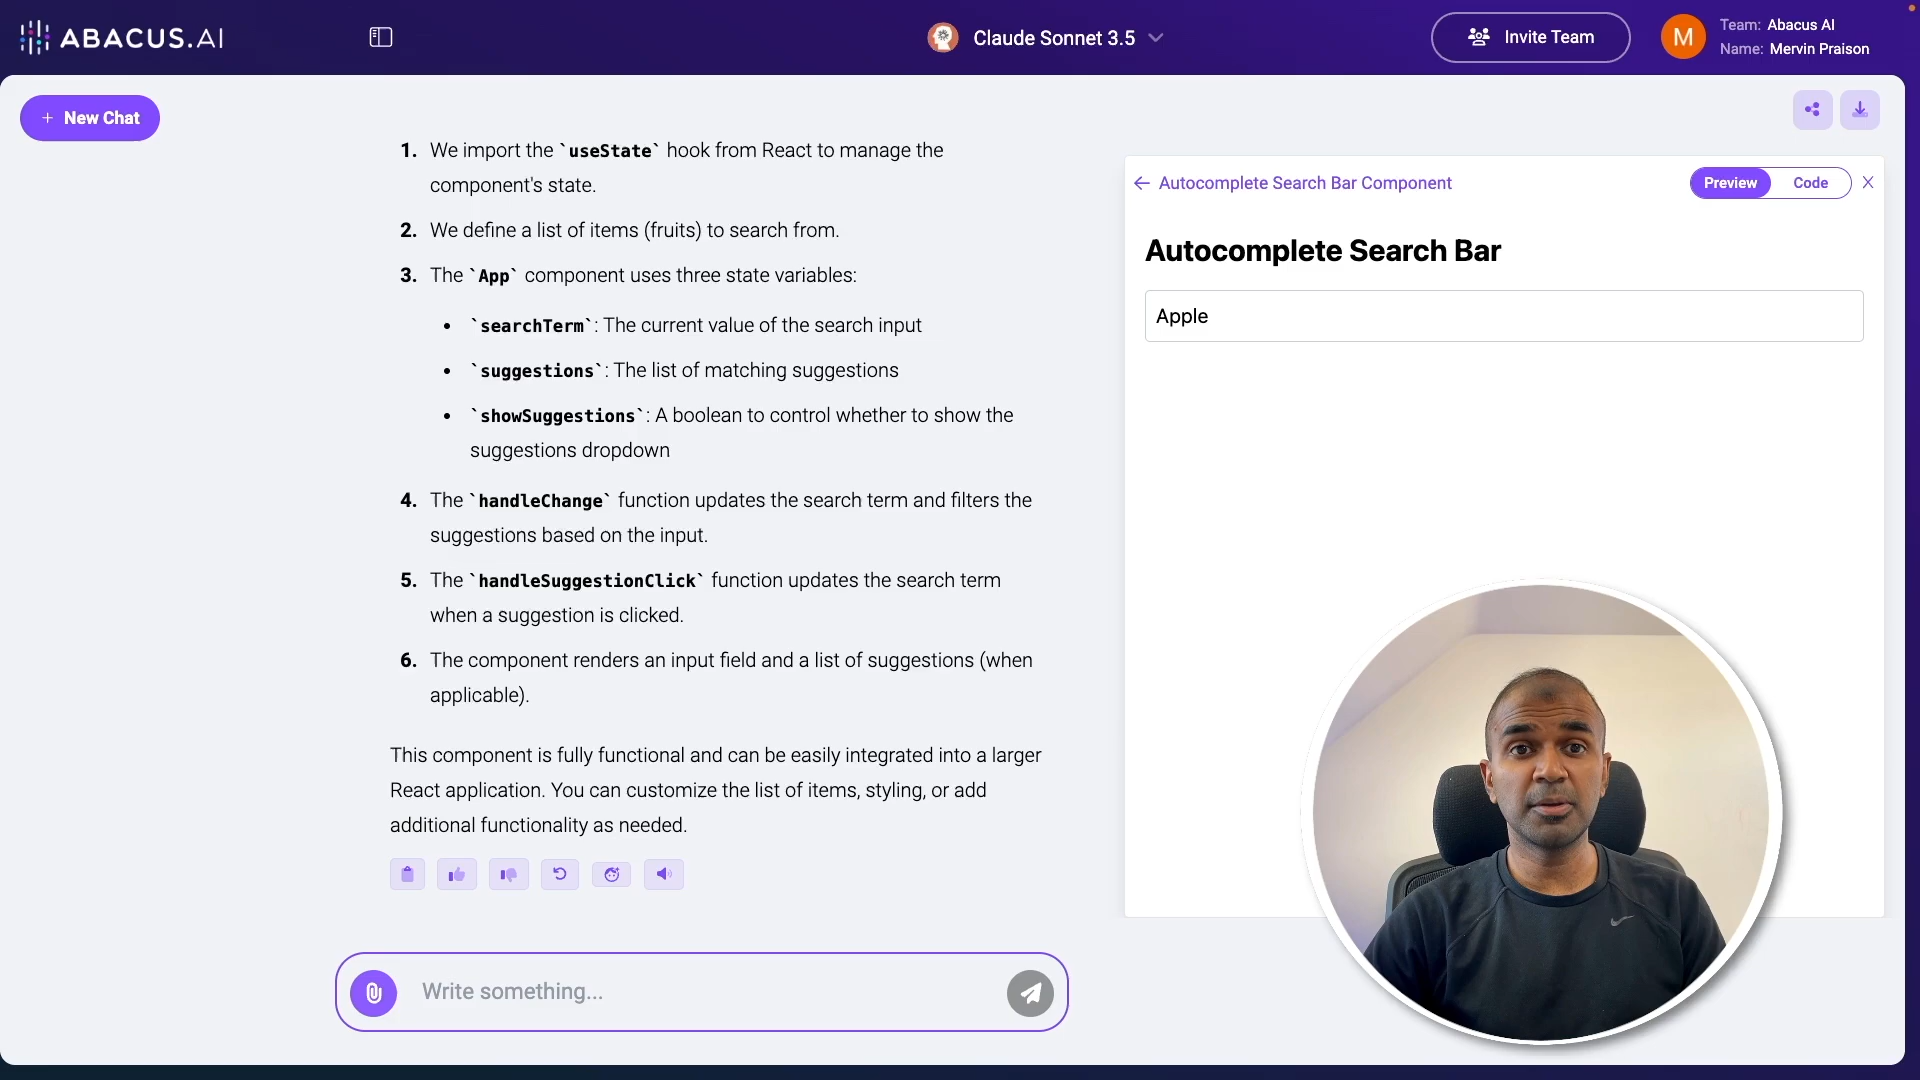 ABACUS.AI
Claude Sonnet 3.5
Invite Team
M
Team: Abacus AI
Name: Mervin Praison
+ New Chat
1. We import the `useState` hook from React to manage the
component's state.
2. We define a list of items (fruits) to search from.
3. The `App` component uses three state variables:
• `searchTerm`: The current value of the search input
• `suggestions`: The list of matching suggestions
• `showSuggestions`: A boolean to control whether to show the
suggestions dropdown
4. The `handleChange` function updates the search term and filters the
suggestions based on the input.
5. The `handleSuggestionClick` function updates the search term
when a suggestion is clicked.
6. The component renders an input field and a list of suggestions (when
applicable).
This component is fully functional and can be easily integrated into a larger
React application. You can customize the list of items, styling, or add
additional functionality as needed.
Write something...
← Autocomplete Search Bar Component
Preview
Code
X
Autocomplete Search Bar
Apple